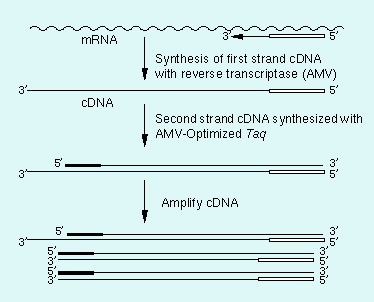 mRNA 3' 5'
Synthesis of first strand cDNA
with reverse transcriptase (AMV)
3' 5'
cDNA
Second strand cDNA synthesized with
AMV-Optimized Taq
5' 3'
3' 5'
Amplify cDNA
5' 3'
3' 5'
5' 3'
3' 5'
5' 3'
3' 5'